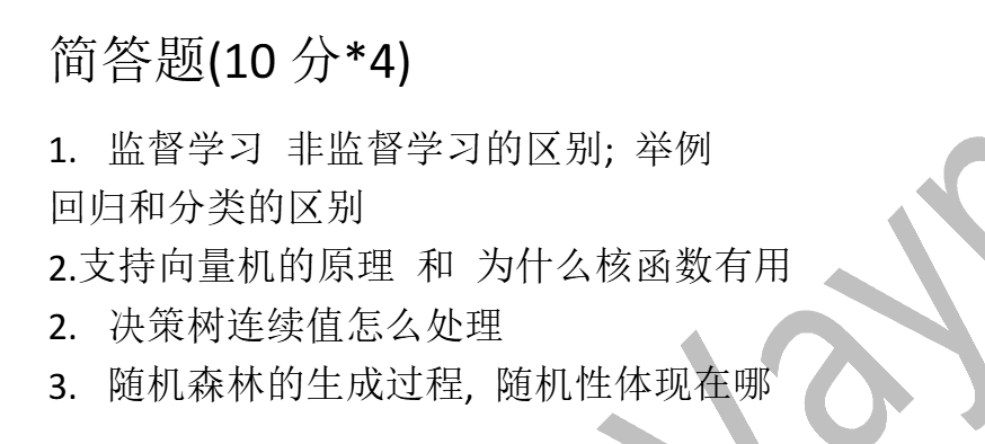 简答题(10 分*4)
1. 监督学习 非监督学习的区别; 举例
回归和分类的区别
2.支持向量机的原理 和 为什么核函数有用
2. 决策树连续值怎么处理
3. 随机森林的生成过程, 随机性体现在哪